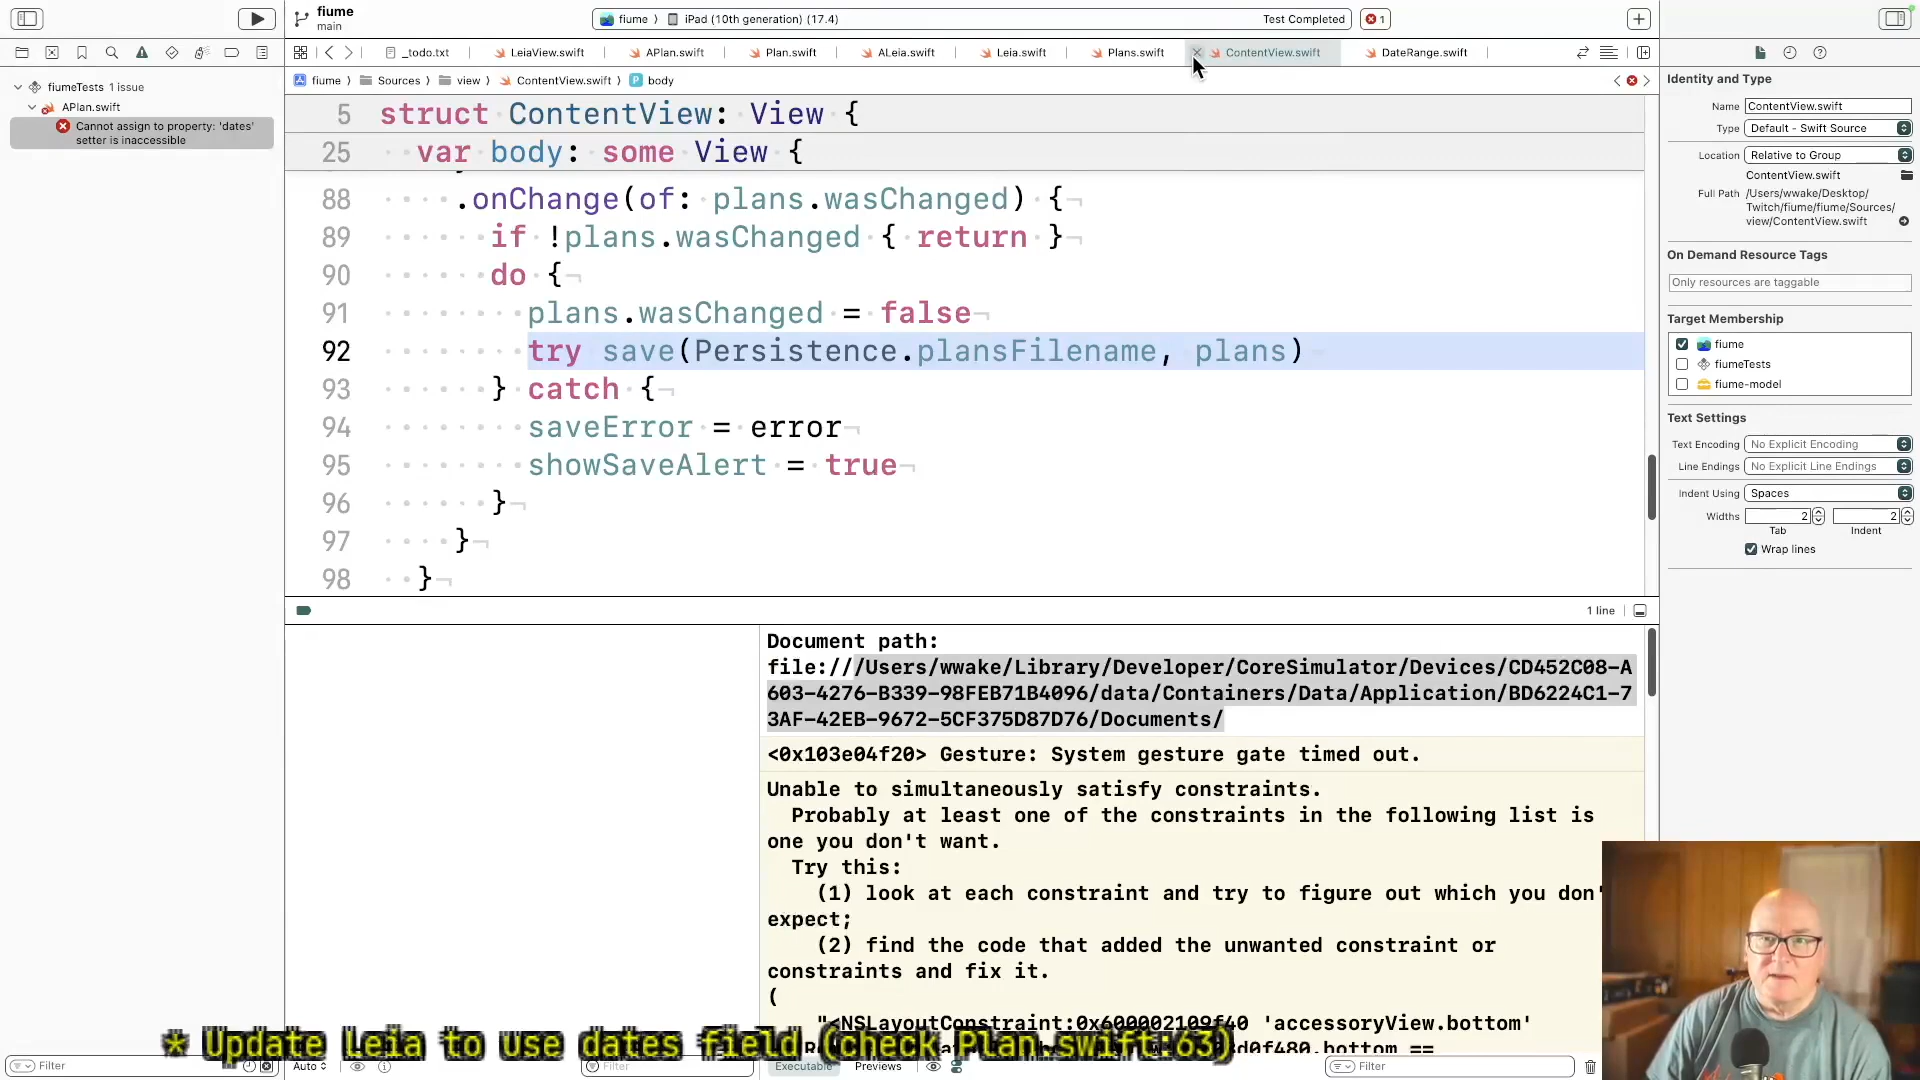 fiume
main
fiume 〉 iPad (10th generation) (17.4)
Test Completed
1
_todo.txt
LeiaView.swift
APlan.swift
Plan.swift
ALeia.swift
Leia.swift
Plans.swift
ContentView.swift
DateRange.swift
fiumeTests 1 issue
APlan.swift
Cannot assign to property: 'dates'
setter is inaccessible
fiume 〉 Sources 〉 view 〉 ContentView.swift 〉 body
5 struct ContentView: View {
25 var body: some View {
88 .onChange(of: plans.wasChanged) {
89 if !plans.wasChanged { return }
90 do {
91 plans.wasChanged = false
92 try save(Persistence.plansFilename, plans)
93 } catch {
94 saveError = error
95 showSaveAlert = true
96 }
97 }
98 }
1 line
Document path:
file:///Users/wwake/Library/Developer/CoreSimulator/Devices/CD452C08-A
603-4276-B339-98FEB71B4096/data/Containers/Data/Application/BD6224C1-7
3AF-42EB-9672-5CF375D87D76/Documents/
<0x103e04f20> Gesture: System gesture gate timed out.
Unable to simultaneously satisfy constraints.
Probably at least one of the constraints in the following list is
one you don't want.
Try this:
(1) look at each constraint and try to figure out which you don'
expect;
(2) find the code that added the unwanted constraint or
constraints and fix it.
(
"<NSLayoutConstraint:0x600002109f40 'accessoryView.bottom'
.bottom ==
* Update Leia to use dates field (check Plan.swift:63)
Filter
Auto
Filter
Executable
Previews
Filter
Identity and Type
Name ContentView.swift
Type Default - Swift Source
Location Relative to Group
ContentView.swift
Full Path /Users/wwake/Desktop/
Twitch/fiume/fiume/Sources/
view/ContentView.swift
On Demand Resource Tags
Only resources are taggable
Target Membership
fiume
fiumeTests
fiume-model
Text Settings
Text Encoding No Explicit Encoding
Line Endings No Explicit Line Endings
Indent Using Spaces
Widths 2 2
Tab Indent
Wrap lines